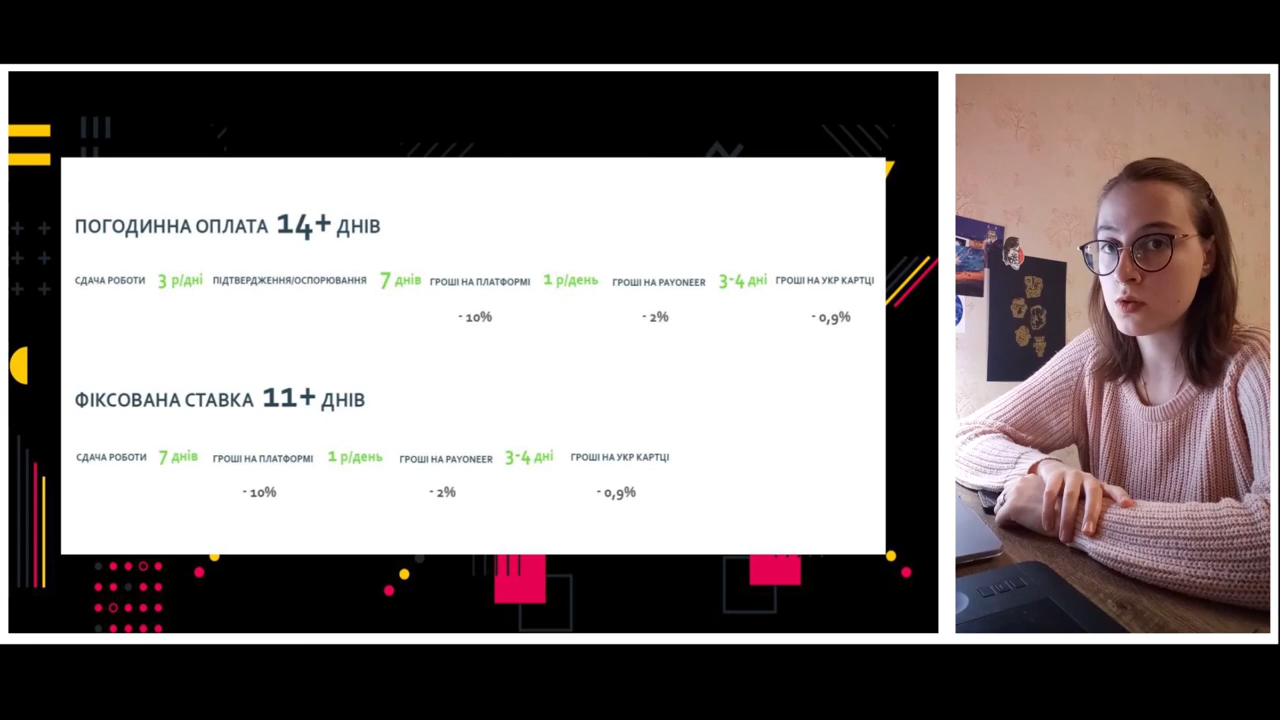 ПОГОДИННА ОПЛАТА 14+ ДНІВ
СДАЧА РОБОТИ 3 р/дні ПІДТВЕРДЖЕННЯ/ОСПОРЮВАННЯ 7 днів ГРОШІ НА ПЛАТФОРМІ 1 р/день ГРОШІ НА PAYONEER 3-4 дні ГРОШІ НА УКР КАРТЦІ
- 10% - 2% - 0,9%
ФІКСОВАНА СТАВКА 11+ ДНІВ
СДАЧА РОБОТИ 7 днів ГРОШІ НА ПЛАТФОРМІ 1 р/день ГРОШІ НА PAYONEER 3-4 дні ГРОШІ НА УКР КАРТЦІ
- 10% - 2% - 0,9%